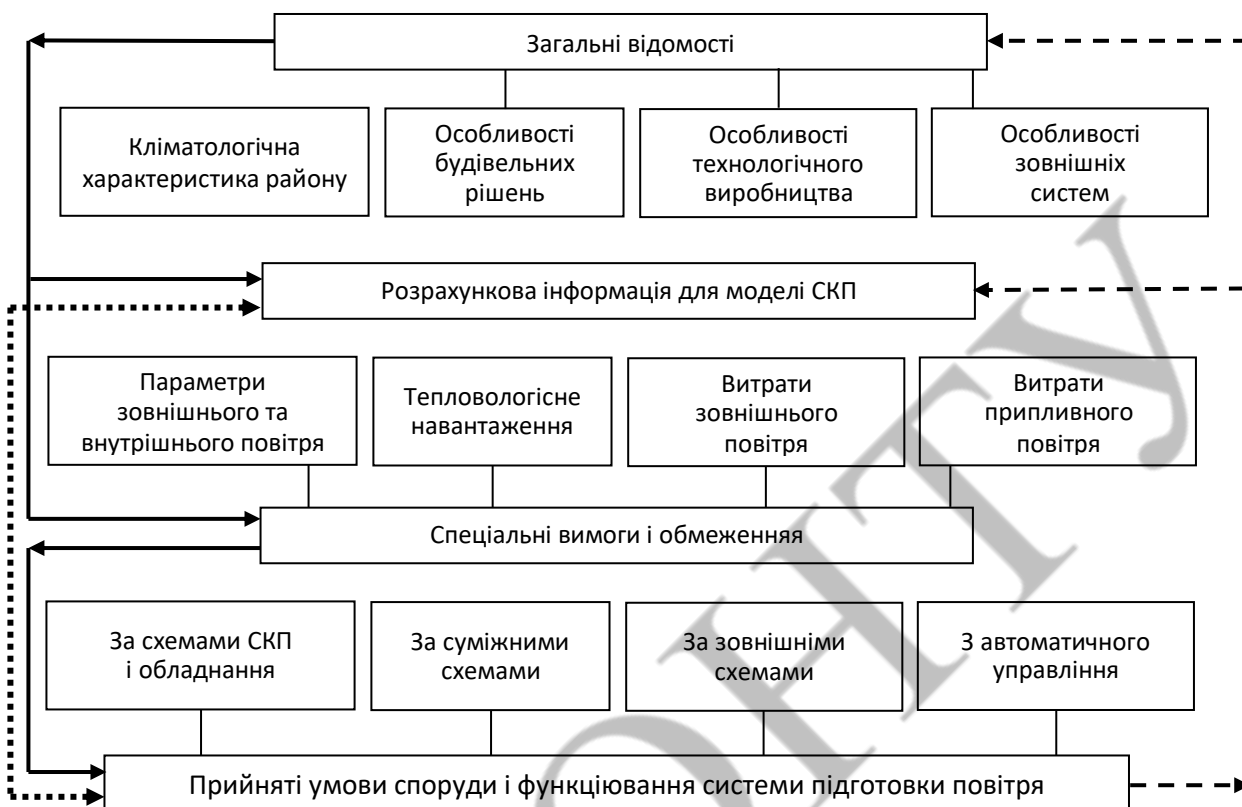 Загальні відомості
Кліматологічна
характеристика району
Особливості
будівельних
рішень
Особливості
технологічного
виробництва
Особливості
зовнішніх
систем
Розрахункова інформація для моделі СКП
Параметри
зовнішнього та
внутрішнього повітря
Тепловологісне
навантаження
Витрати
зовнішнього
повітря
Витрати
припливного
повітря
Спеціальні вимоги і обмеженняя
За схемами СКП
і обладнання
За суміжними
схемами
За зовнішніми
схемами
З автоматичного
управління
Прийняті умови споруди і функціювання системи підготовки повітря
ОНТУ